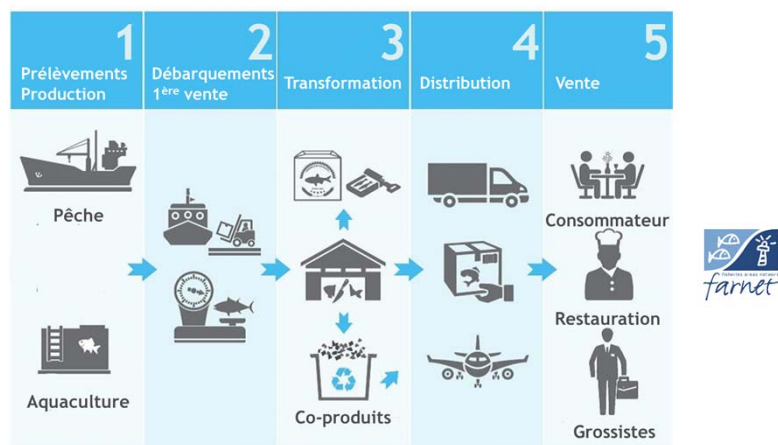 1
Prélèvements
Production
2
Débarquements
1ère vente
3
Transformation
4
Distribution
5
Vente
Pêche
Aquaculture
Co-produits
Consommateur
Restauration
Grossistes
farnet